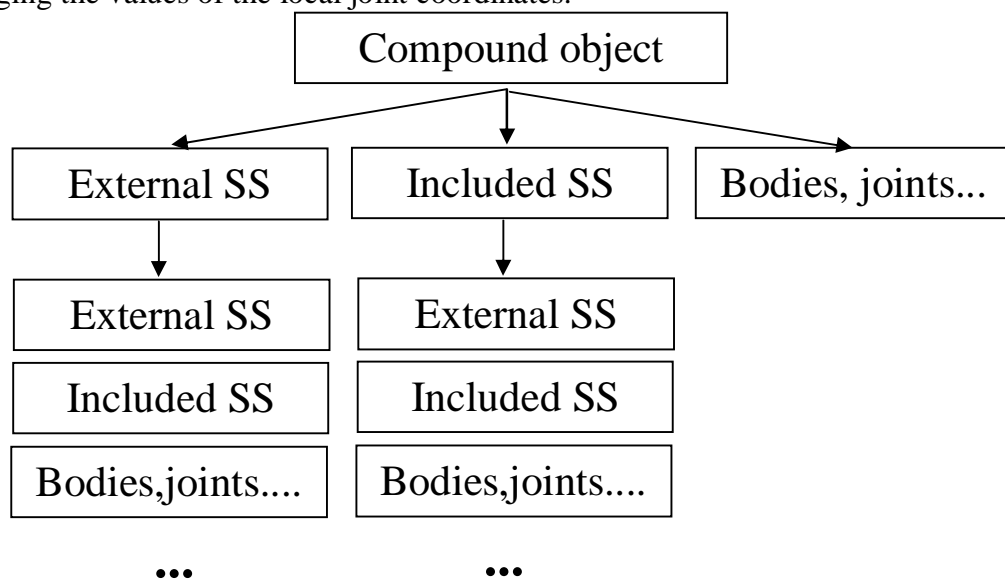 ging the values of the local joint coordinates.
Compound object
External SS
Included SS
Bodies, joints...
External SS
External SS
Included SS
Included SS
Bodies,joints....
Bodies,joints....
...
...